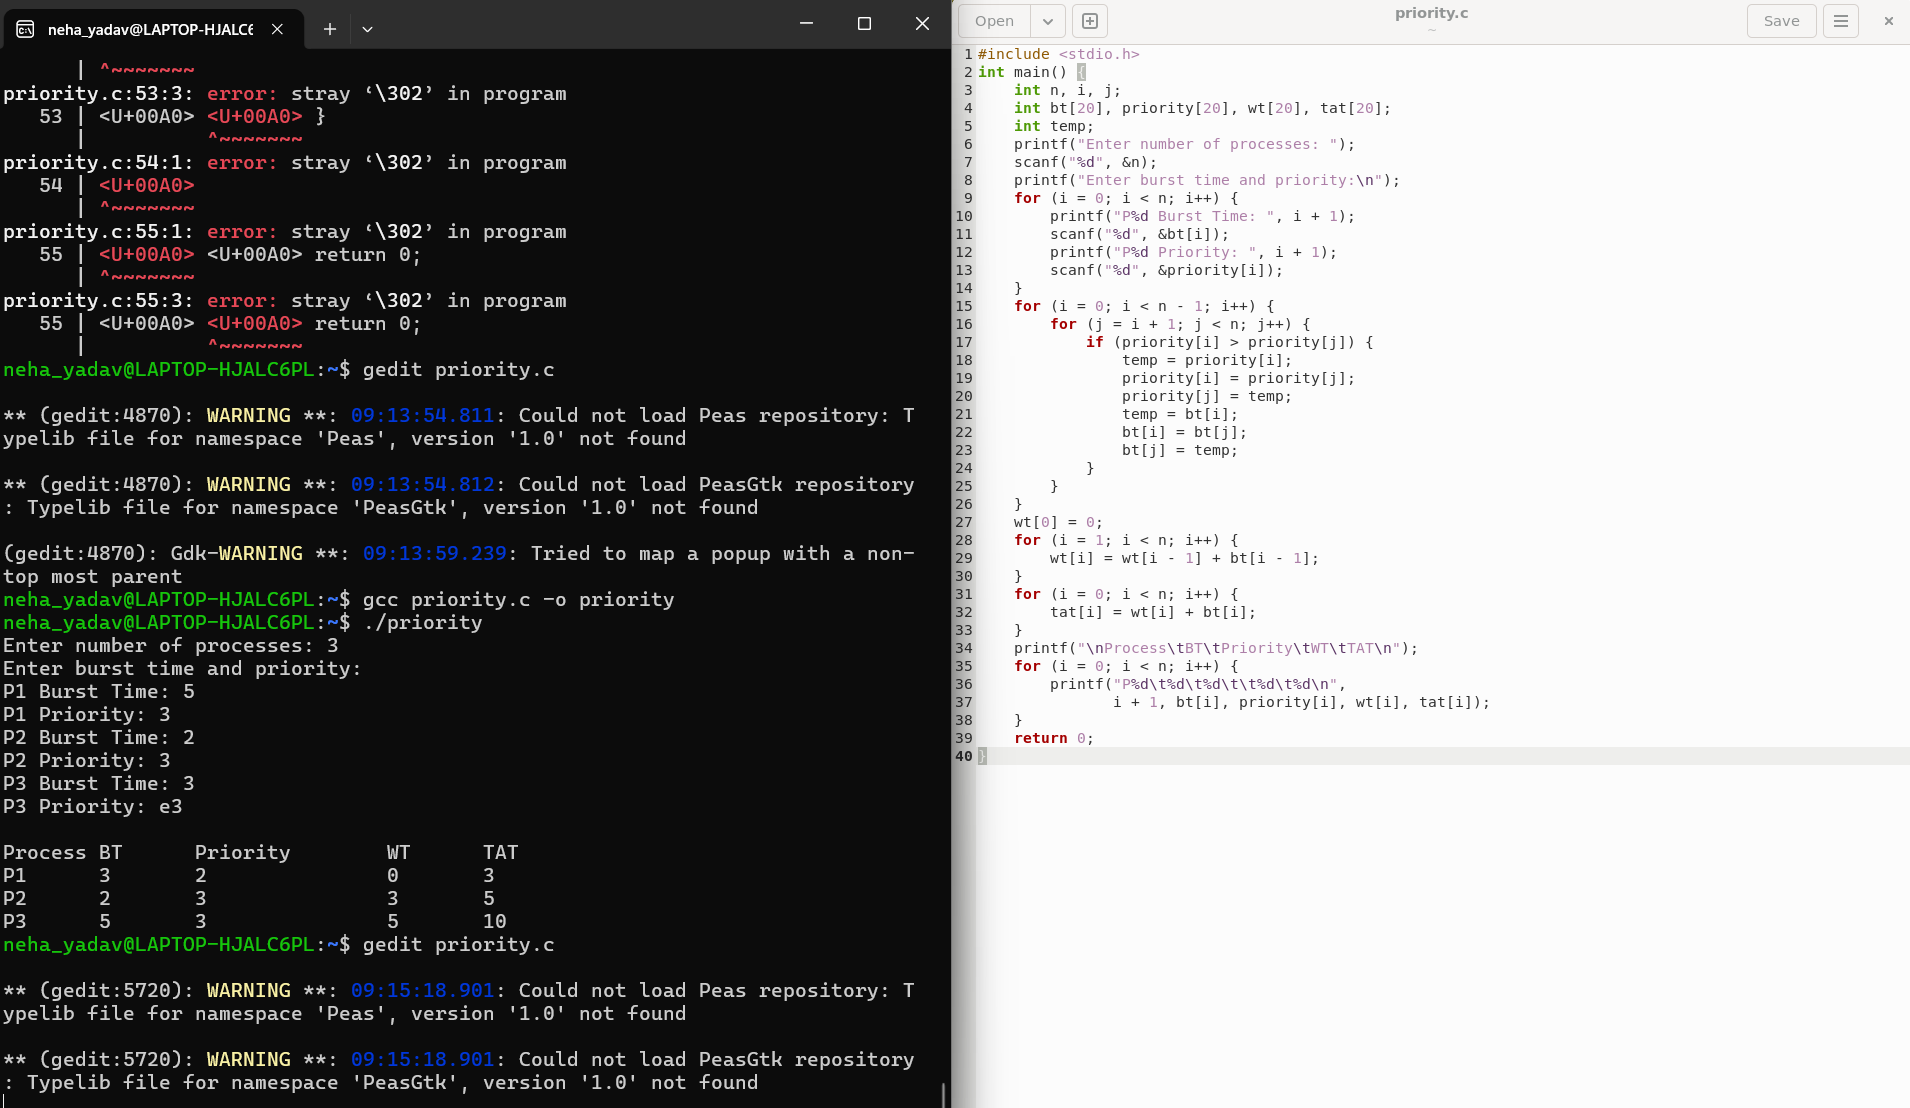 neha_yadav@LAPTOP-HJALC6
      | ^~~~~~~~
priority.c:53:3: error: stray ‘\302’ in program
   53 | <U+00A0> <U+00A0> }
      |          ^~~~~~~~
priority.c:54:1: error: stray ‘\302’ in program
   54 | <U+00A0>
      | ^~~~~~~~
priority.c:55:1: error: stray ‘\302’ in program
   55 | <U+00A0> <U+00A0> return 0;
      | ^~~~~~~~
priority.c:55:3: error: stray ‘\302’ in program
   55 | <U+00A0> <U+00A0> return 0;
      |          ^~~~~~~~
neha_yadav@LAPTOP-HJALC6PL:~$ gedit priority.c
** (gedit:4870): WARNING **: 09:13:54.811: Could not load Peas repository: T
ypelib file for namespace 'Peas', version '1.0' not found
** (gedit:4870): WARNING **: 09:13:54.812: Could not load PeasGtk repository
: Typelib file for namespace 'PeasGtk', version '1.0' not found
(gedit:4870): Gdk-WARNING **: 09:13:59.239: Tried to map a popup with a non-
top most parent
neha_yadav@LAPTOP-HJALC6PL:~$ gcc priority.c -o priority
neha_yadav@LAPTOP-HJALC6PL:~$ ./priority
Enter number of processes: 3
Enter burst time and priority:
P1 Burst Time: 5
P1 Priority: 3
P2 Burst Time: 2
P2 Priority: 3
P3 Burst Time: 3
P3 Priority: e3
Process BT      Priority        WT      TAT
P1      3       2               0       3
P2      2       3               3       5
P3      5       3               5       10
neha_yadav@LAPTOP-HJALC6PL:~$ gedit priority.c
** (gedit:5720): WARNING **: 09:15:18.901: Could not load Peas repository: T
ypelib file for namespace 'Peas', version '1.0' not found
** (gedit:5720): WARNING **: 09:15:18.901: Could not load PeasGtk repository
: Typelib file for namespace 'PeasGtk', version '1.0' not found
Open
priority.c
~
Save
1 #include <stdio.h>
2 int main() {
3     int n, i, j;
4     int bt[20], priority[20], wt[20], tat[20];
5     int temp;
6     printf("Enter number of processes: ");
7     scanf("%d", &n);
8     printf("Enter burst time and priority:\n");
9     for (i = 0; i < n; i++) {
10         printf("P%d Burst Time: ", i + 1);
11         scanf("%d", &bt[i]);
12         printf("P%d Priority: ", i + 1);
13         scanf("%d", &priority[i]);
14     }
15     for (i = 0; i < n - 1; i++) {
16         for (j = i + 1; j < n; j++) {
17             if (priority[i] > priority[j]) {
18                 temp = priority[i];
19                 priority[i] = priority[j];
20                 priority[j] = temp;
21                 temp = bt[i];
22                 bt[i] = bt[j];
23                 bt[j] = temp;
24             }
25         }
26     }
27     wt[0] = 0;
28     for (i = 1; i < n; i++) {
29         wt[i] = wt[i - 1] + bt[i - 1];
30     }
31     for (i = 0; i < n; i++) {
32         tat[i] = wt[i] + bt[i];
33     }
34     printf("\nProcess\tBT\tPriority\tWT\tTAT\n");
35     for (i = 0; i < n; i++) {
36         printf("P%d\t%d\t%d\t\t%d\t%d\n",
37                i + 1, bt[i], priority[i], wt[i], tat[i]);
38     }
39     return 0;
40 }